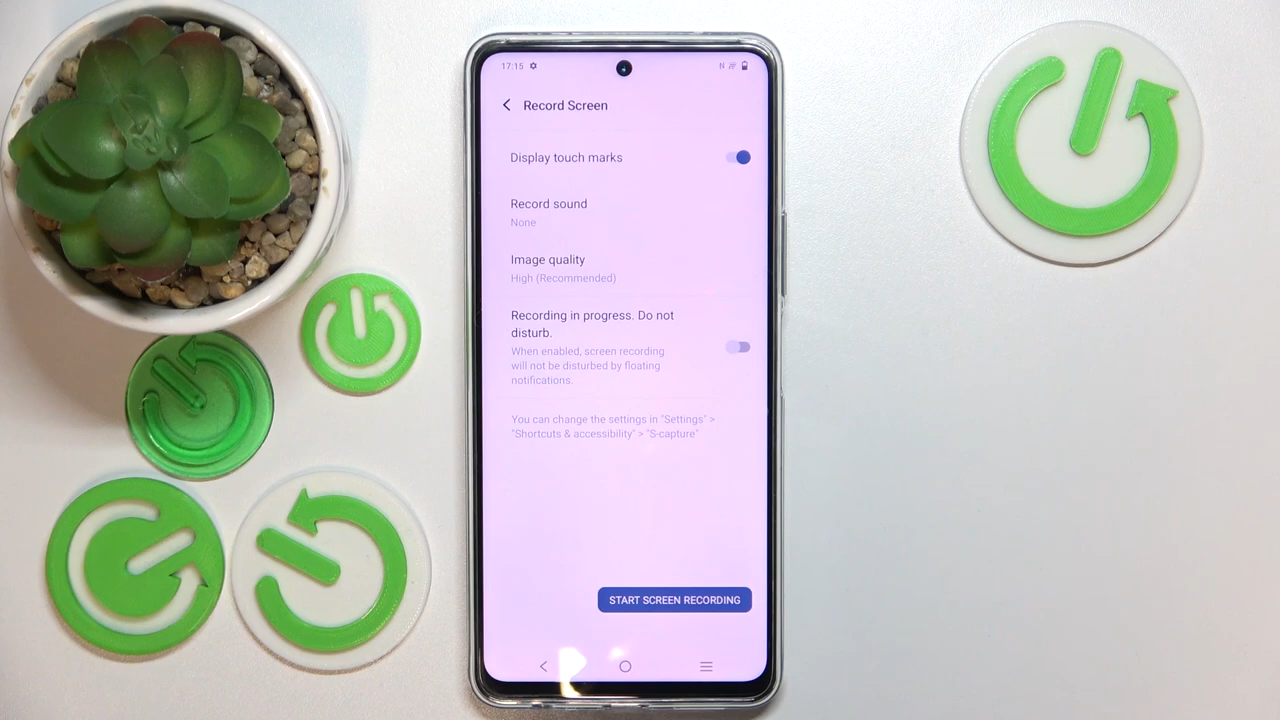 17:15
Record Screen
Display touch marks
Record sound
None
Image quality
High (Recommended)
Recording in progress. Do not
disturb.
When enabled, screen recording
will not be disturbed by floating
notifications.
You can change the settings in "Settings" >
"Shortcuts & accessibility" > "S-capture"
START SCREEN RECORDING